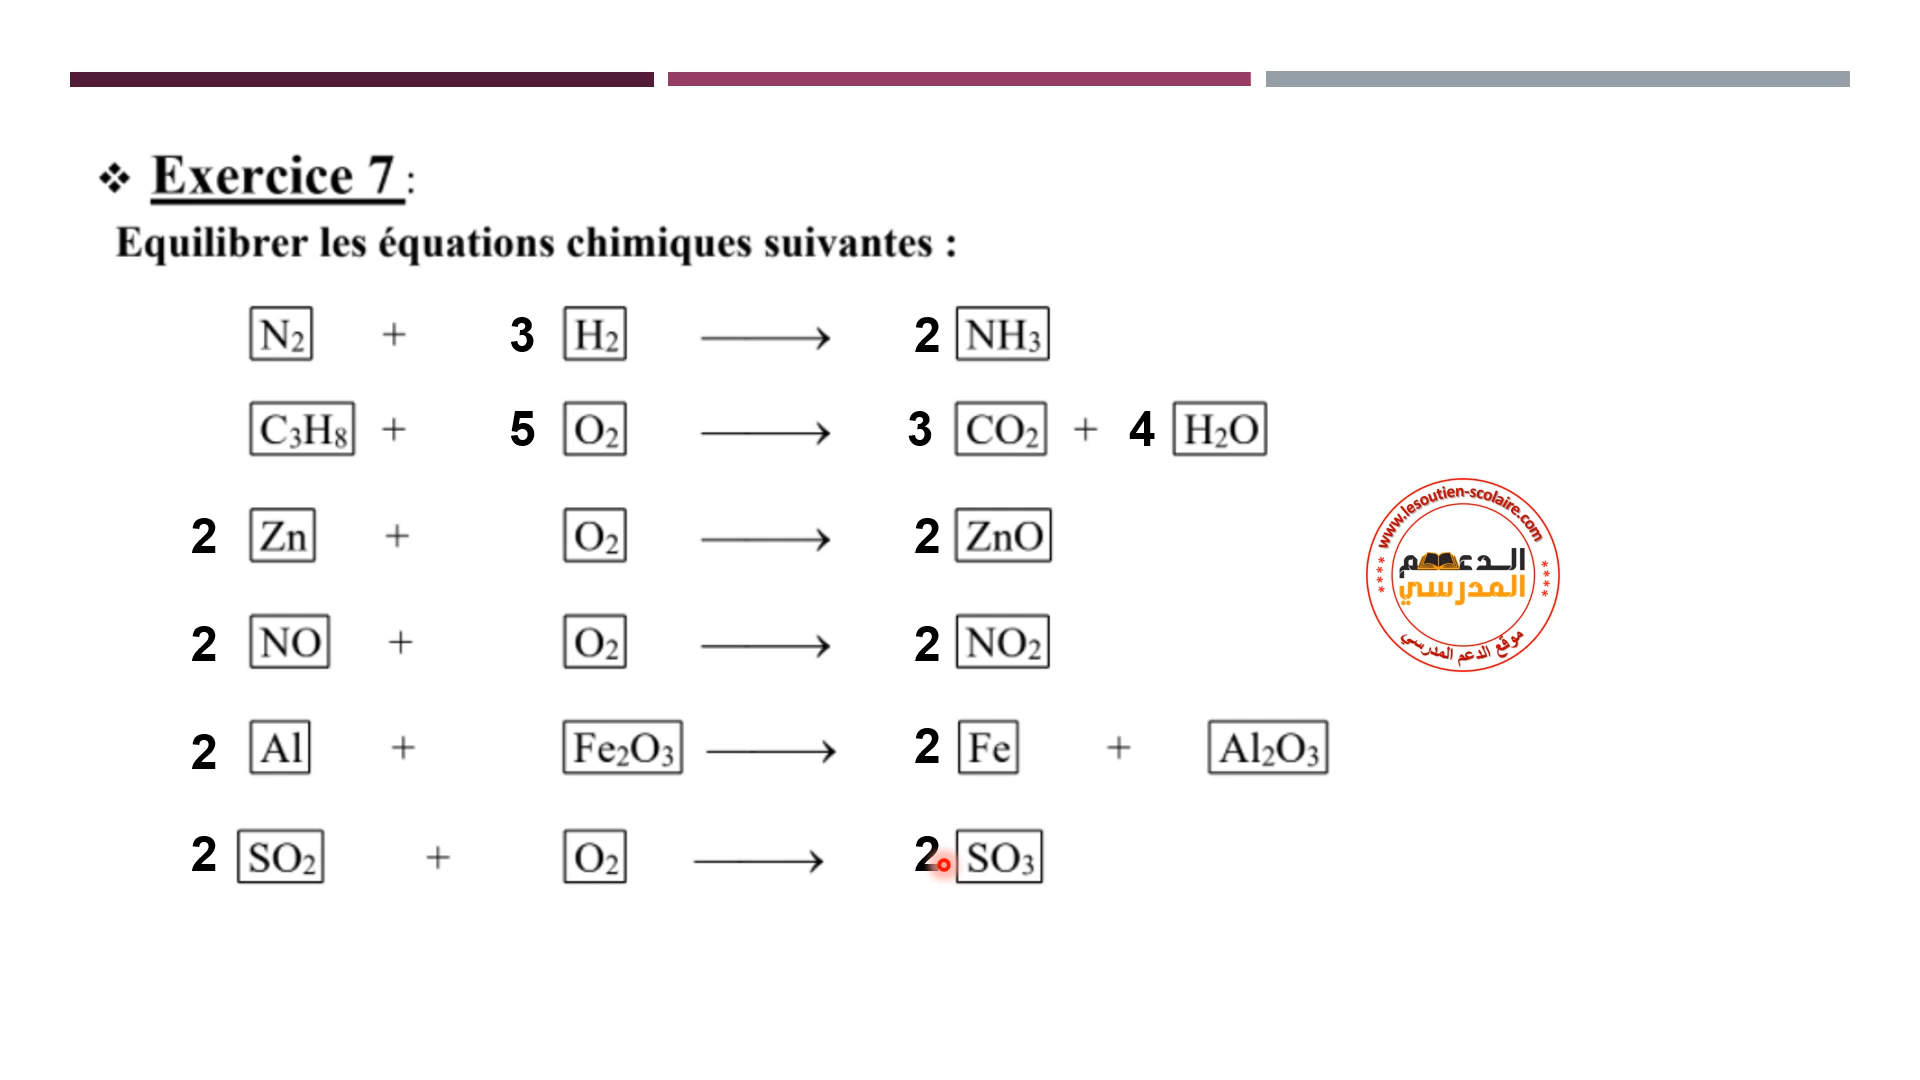 ❖ Exercice 7 :
Equilibrer les équations chimiques suivantes :
N₂ + 3 H₂ ⟶ 2 NH₃
C₃H₈ + 5 O₂ ⟶ 3 CO₂ + 4 H₂O
2 Zn + O₂ ⟶ 2 ZnO
2 NO + O₂ ⟶ 2 NO₂
2 Al + Fe₂O₃ ⟶ 2 Fe + Al₂O₃
2 SO₂ + O₂ ⟶ 2 SO₃
www.lesoutien-scolaire.com
الدعم
المدرسي
موقع الدعم المدرسي